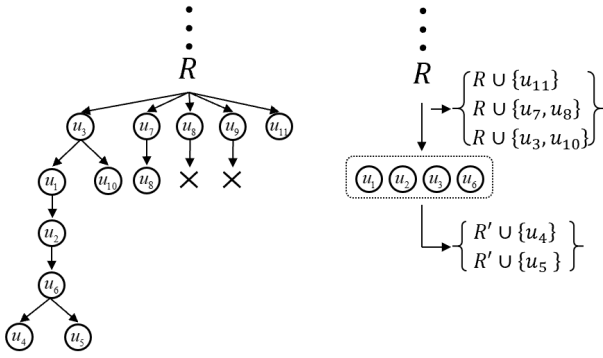 R
u₃ u₇ u₈ u₉ u₁₁
u₁ u₁₀ u₈
u₂
u₆
u₄ u₅
R
R ∪ {u₁₁}
R ∪ {u₇, u₈}
R ∪ {u₃, u₁₀}
u₁ u₂ u₃ u₆
R′ ∪ {u₄}
R′ ∪ {u₅ }